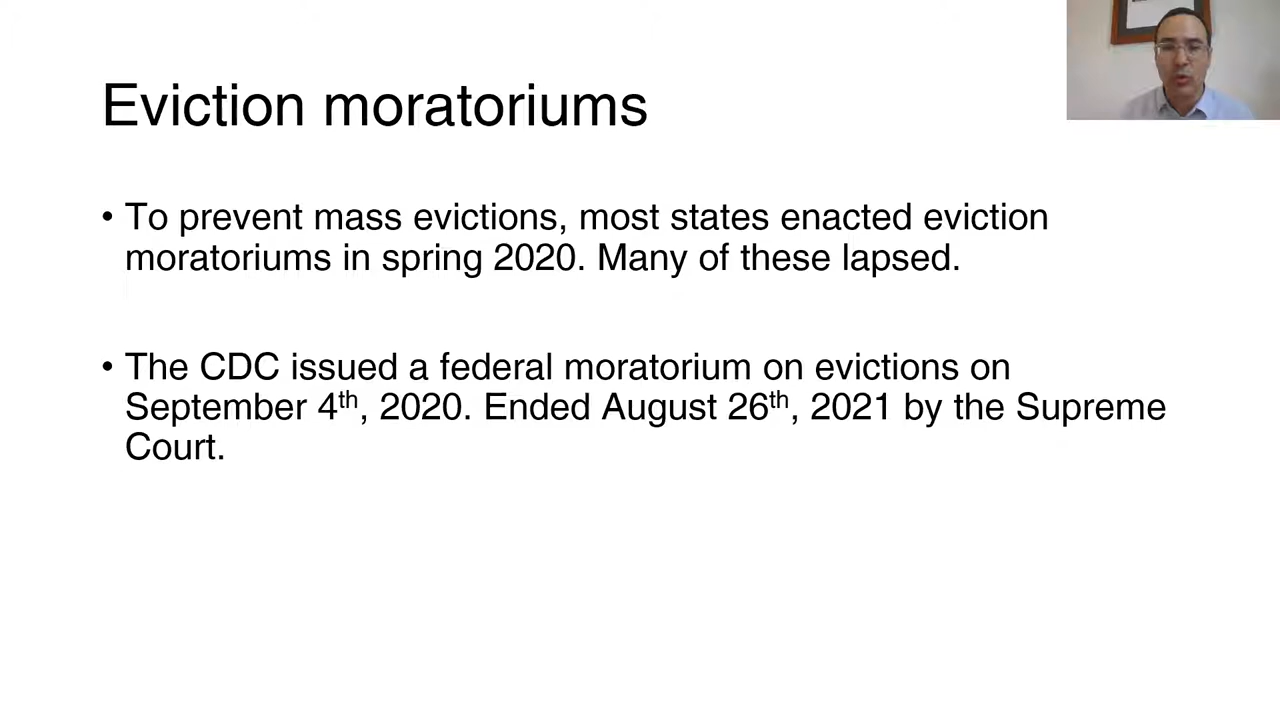 Eviction moratoriums
• To prevent mass evictions, most states enacted eviction
moratoriums in spring 2020. Many of these lapsed.
• The CDC issued a federal moratorium on evictions on
September 4th, 2020. Ended August 26th, 2021 by the Supreme
Court.